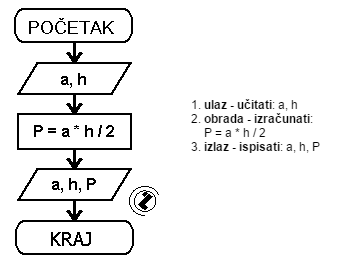 POČETAK
a, h
P = a * h / 2
a, h, P
KRAJ
1. ulaz - učitati: a, h
2. obrada - izračunati:
P = a * h / 2
3. izlaz - ispisati: a, h, P